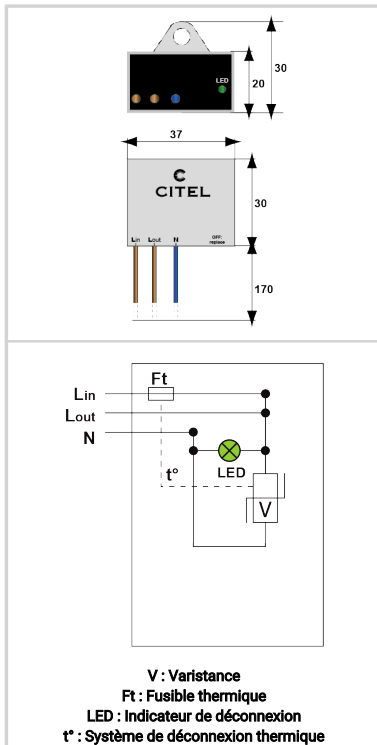 30
LED
20
37
C
CITEL
30
Lin Lout N OFF: replace
170
Ft
Lin
Lout
N
t°
LED
V
V : Varistance
Ft : Fusible thermique
LED : Indicateur de déconnexion
t° : Système de déconnexion thermique